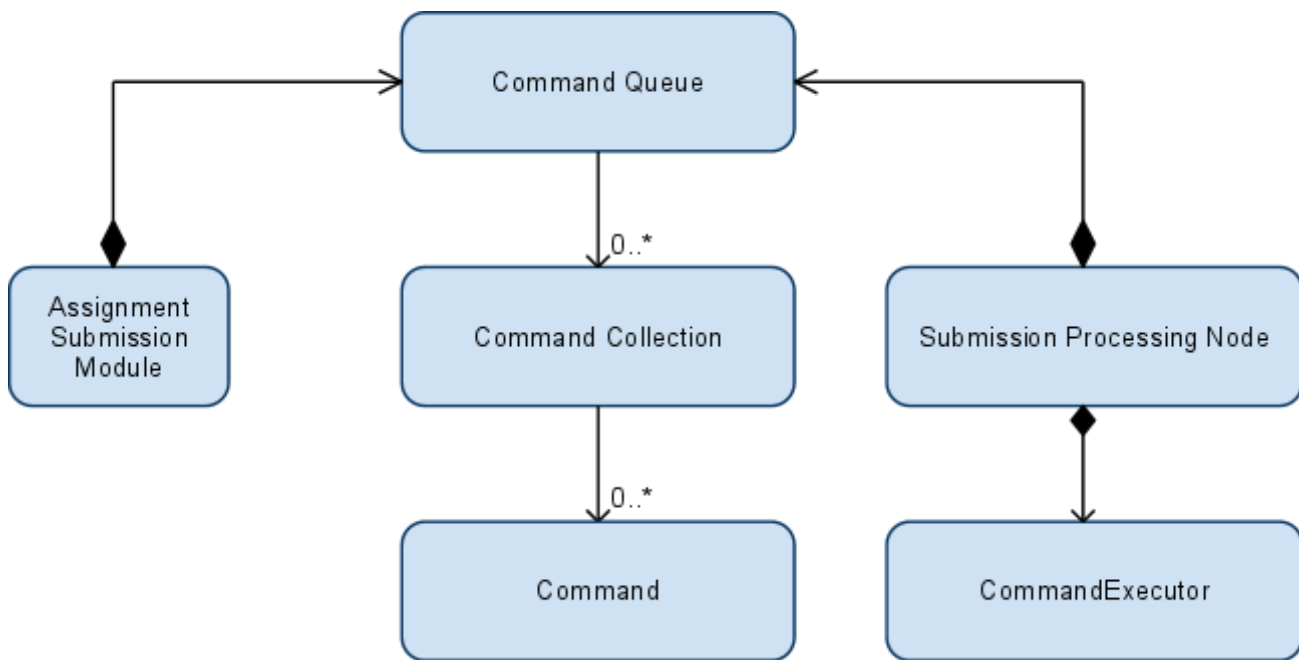 Command Queue
0..*
Assignment
Submission
Module
Command Collection
Submission Processing Node
0..*
Command
CommandExecutor